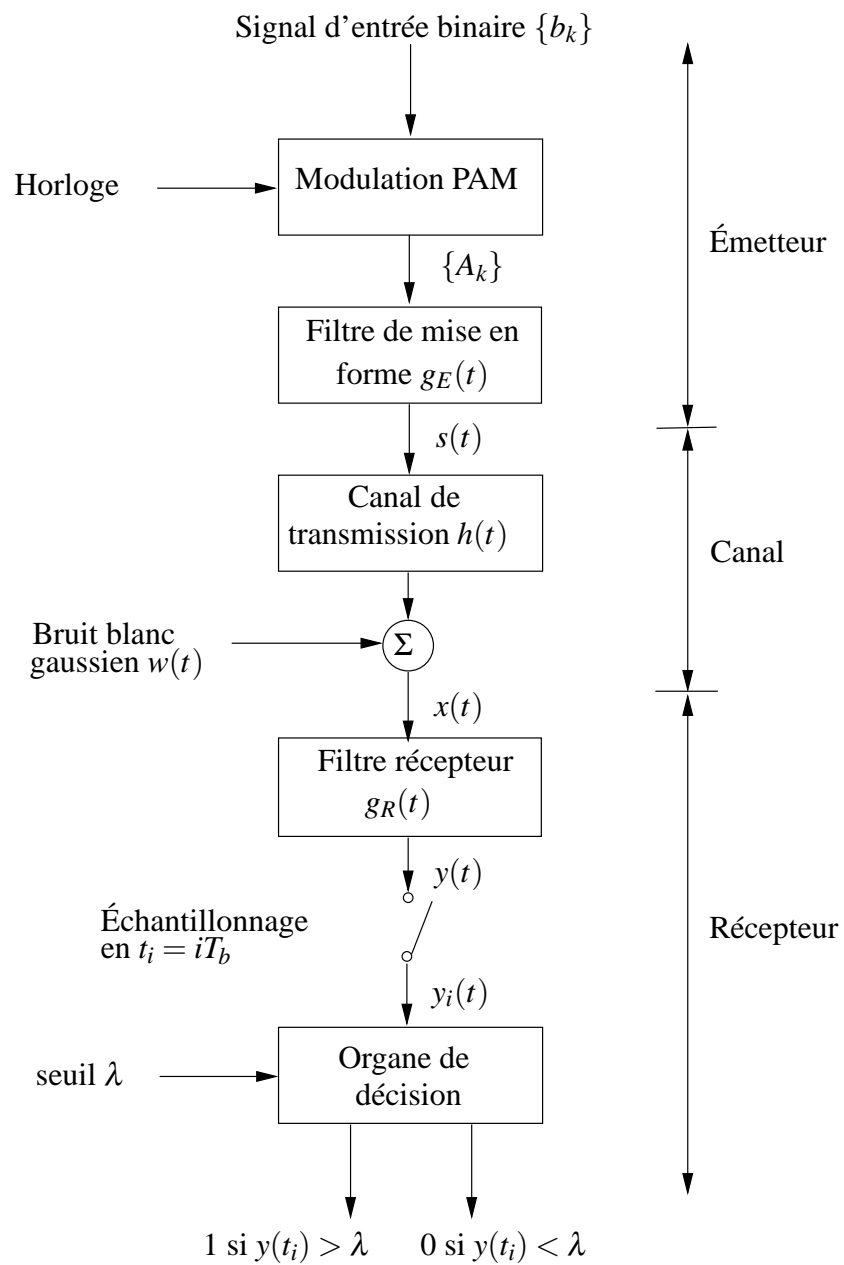 Signal d'entrée binaire {b_k}
Horloge
Modulation PAM
{A_k}
Émetteur
Filtre de mise en
forme g_E(t)
s(t)
Canal de
transmission h(t)
Canal
Bruit blanc
gaussien w(t)
Σ
x(t)
Filtre récepteur
g_R(t)
y(t)
Échantillonnage
en t_i = iT_b
Récepteur
y_i(t)
seuil λ
Organe de
décision
1 si y(t_i) > λ
0 si y(t_i) < λ